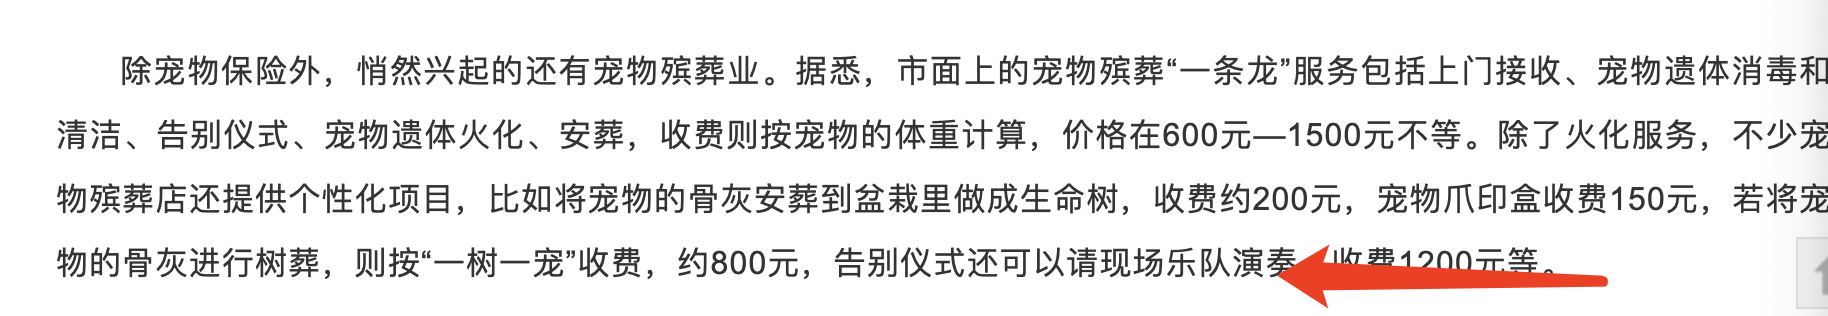 除宠物保险外，悄然兴起的还有宠物殡葬业。据悉，市面上的宠物殡葬“一条龙”服务包括上门接收、宠物遗体消毒和
清洁、告别仪式、宠物遗体火化、安葬，收费则按宠物的体重计算，价格在600元—1500元不等。除了火化服务，不少宠
物殡葬店还提供个性化项目，比如将宠物的骨灰安葬到盆栽里做成生命树，收费约200元，宠物爪印盒收费150元，若将宠
物的骨灰进行树葬，则按“一树一宠”收费，约800元，告别仪式还可以请现场乐队演奏，收费1200元等。